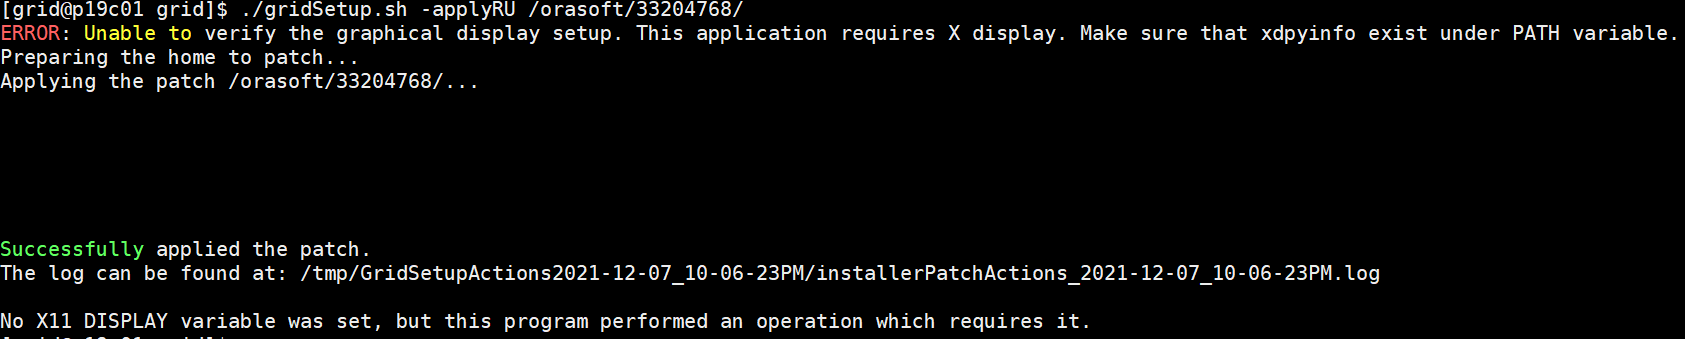 [grid@p19c01 grid]$ ./gridSetup.sh -applyRU /orasoft/33204768/
ERROR: Unable to verify the graphical display setup. This application requires X display. Make sure that xdpyinfo exist under PATH variable.
Preparing the home to patch...
Applying the patch /orasoft/33204768/...
Successfully applied the patch.
The log can be found at: /tmp/GridSetupActions2021-12-07_10-06-23PM/installerPatchActions_2021-12-07_10-06-23PM.log
No X11 DISPLAY variable was set, but this program performed an operation which requires it.